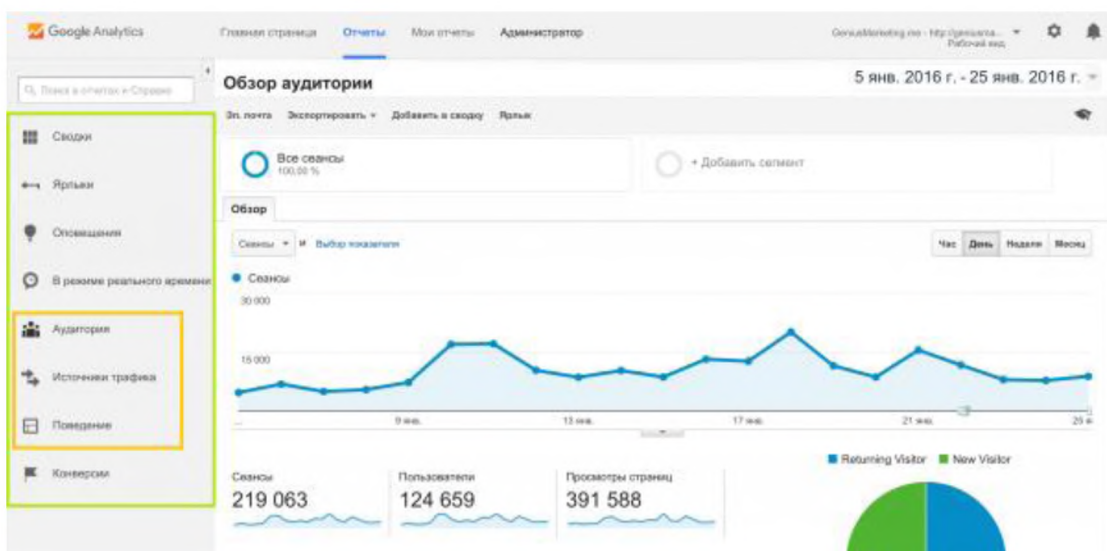 Google Analytics
Главная страница Отчеты Мои отчеты Администратор
Рабочий вид
Поиск в отчетах и Справке
Обзор аудитории
5 янв. 2016 г. - 25 янв. 2016 г.
Эл. почта Экспортировать Добавить в сводку Ярлык
Сводки
Ярлыки
Оповещения
В режиме реального времени
Аудитория
Источники трафика
Поведение
Конверсии
Все сеансы
100,00 %
+ Добавить сегмент
Обзор
Сеансы И Выбор показателя
Час День Неделя Месяц
Сеансы
30 000
15 000
... 9 янв. 13 янв. 17 янв. 21 янв. 25 я
Returning Visitor New Visitor
Сеансы Пользователи Просмотры страниц
219 063 124 659 391 588